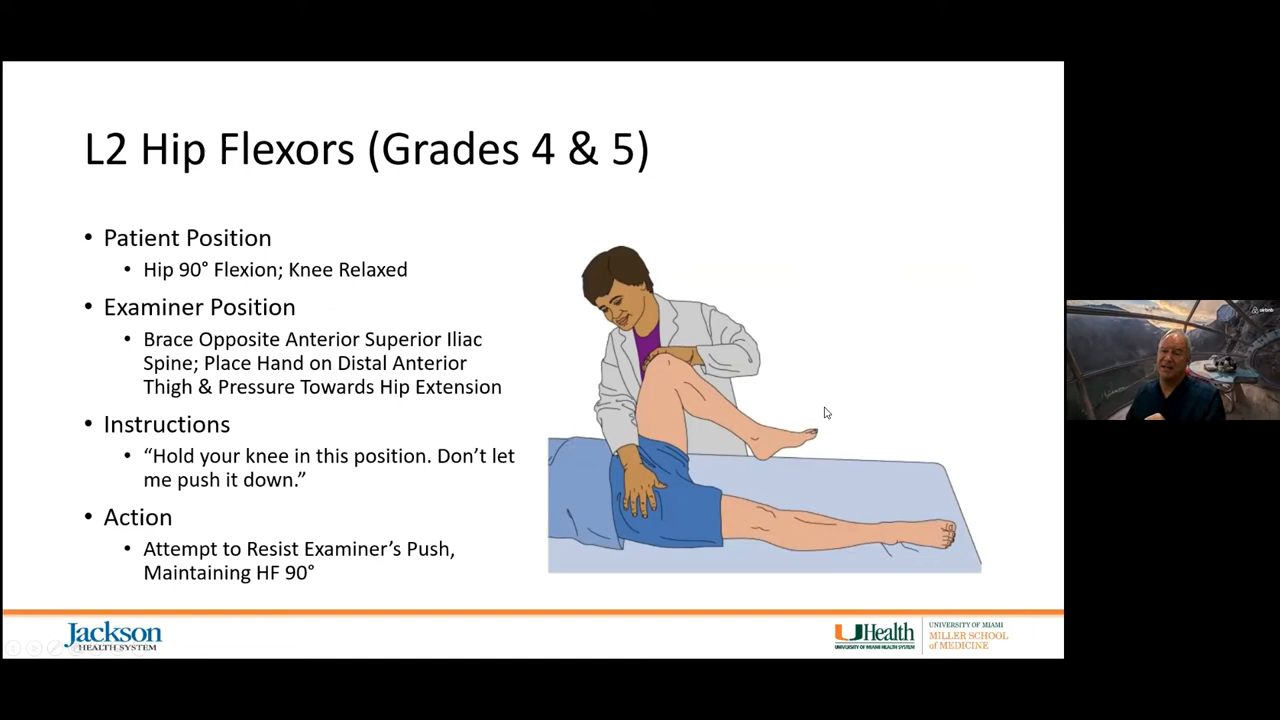 L2 Hip Flexors (Grades 4 & 5)
• Patient Position
• Hip 90° Flexion; Knee Relaxed
• Examiner Position
• Brace Opposite Anterior Superior Iliac
Spine; Place Hand on Distal Anterior
Thigh & Pressure Towards Hip Extension
• Instructions
• “Hold your knee in this position. Don’t let
me push it down.”
• Action
• Attempt to Resist Examiner’s Push,
Maintaining HF 90°
Jackson
HEALTH SYSTEM
UHealth
UNIVERSITY OF MIAMI HEALTH SYSTEM
UNIVERSITY OF MIAMI
MILLER SCHOOL
of MEDICINE
airbnb